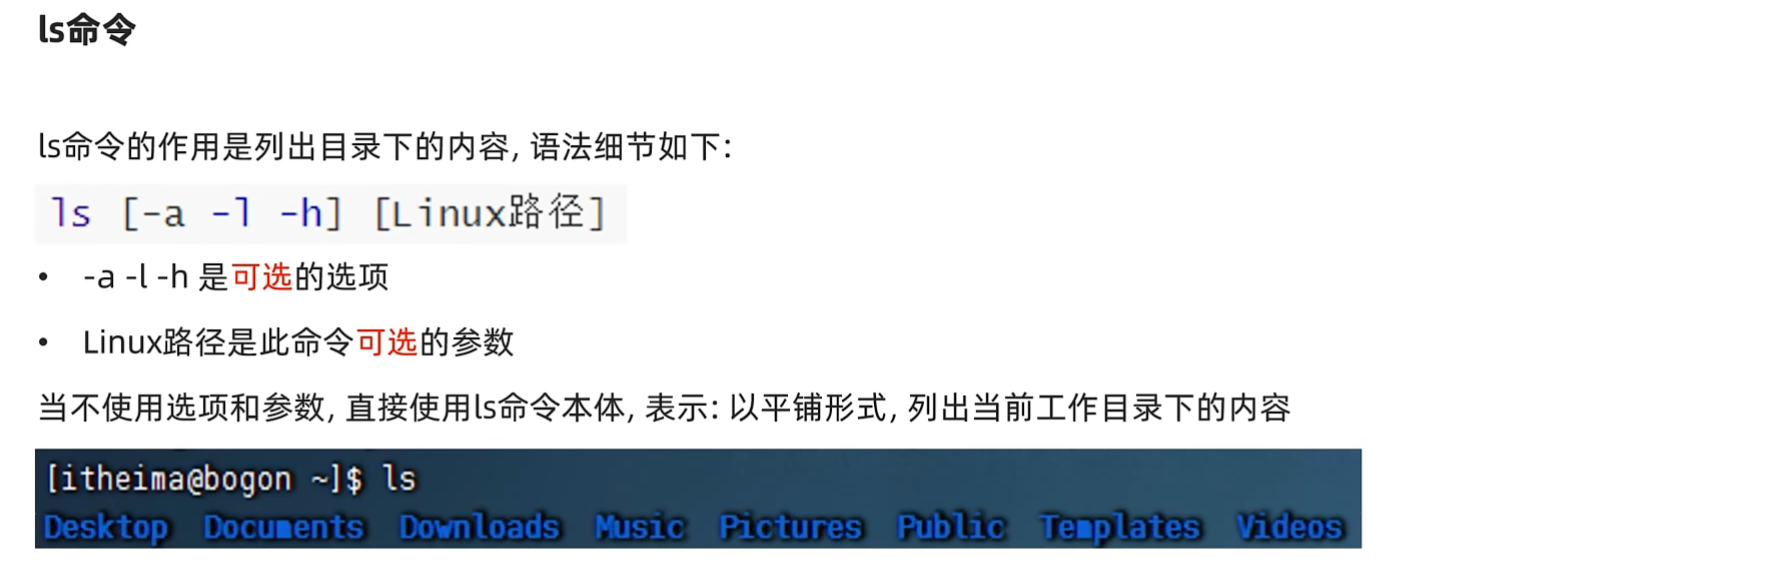 ls命令
ls命令的作用是列出目录下的内容, 语法细节如下:
ls [-a -l -h] [Linux路径]
• -a -l -h 是可选的选项
• Linux路径是此命令可选的参数
当不使用选项和参数, 直接使用ls命令本体, 表示: 以平铺形式, 列出当前工作目录下的内容
[itheima@bogon ~]$ ls
Desktop Documents Downloads Music Pictures Public Templates Videos